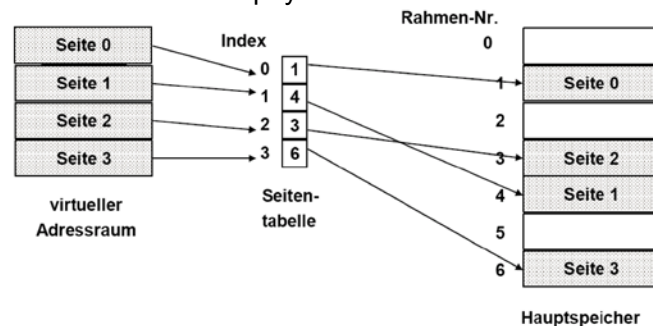 phy
Rahmen-Nr.
Index
0
Seite 0
0 1
1
Seite 0
Seite 1
1 4
2
Seite 2
2 3
3
Seite 2
Seite 3
3 6
4
Seite 1
virtueller
Adressraum
Seiten-
tabelle
5
6
Seite 3
Hauptspeicher